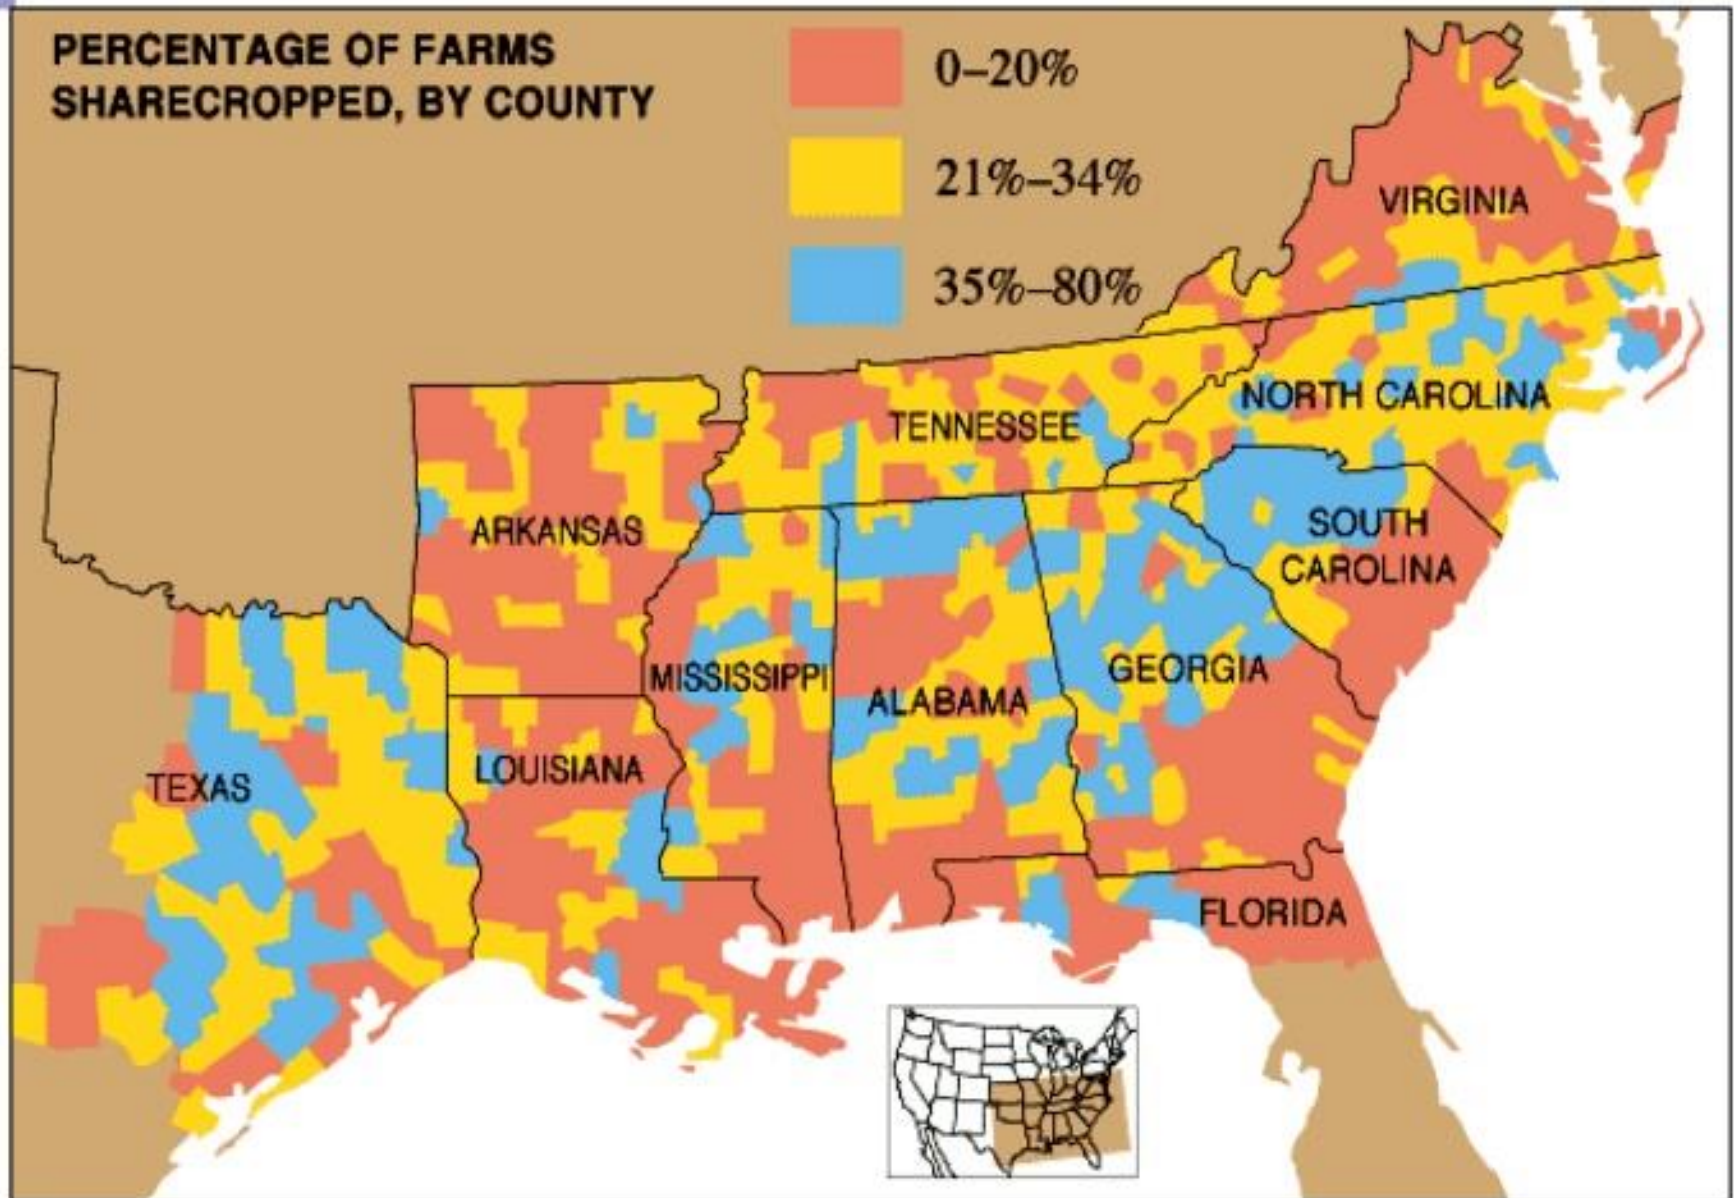 PERCENTAGE OF FARMS
SHARECROPPED, BY COUNTY
0–20%
21%–34%
35%–80%
VIRGINIA
NORTH CAROLINA
TENNESSEE
ARKANSAS
SOUTH
CAROLINA
MISSISSIPPI
ALABAMA
GEORGIA
LOUISIANA
TEXAS
FLORIDA